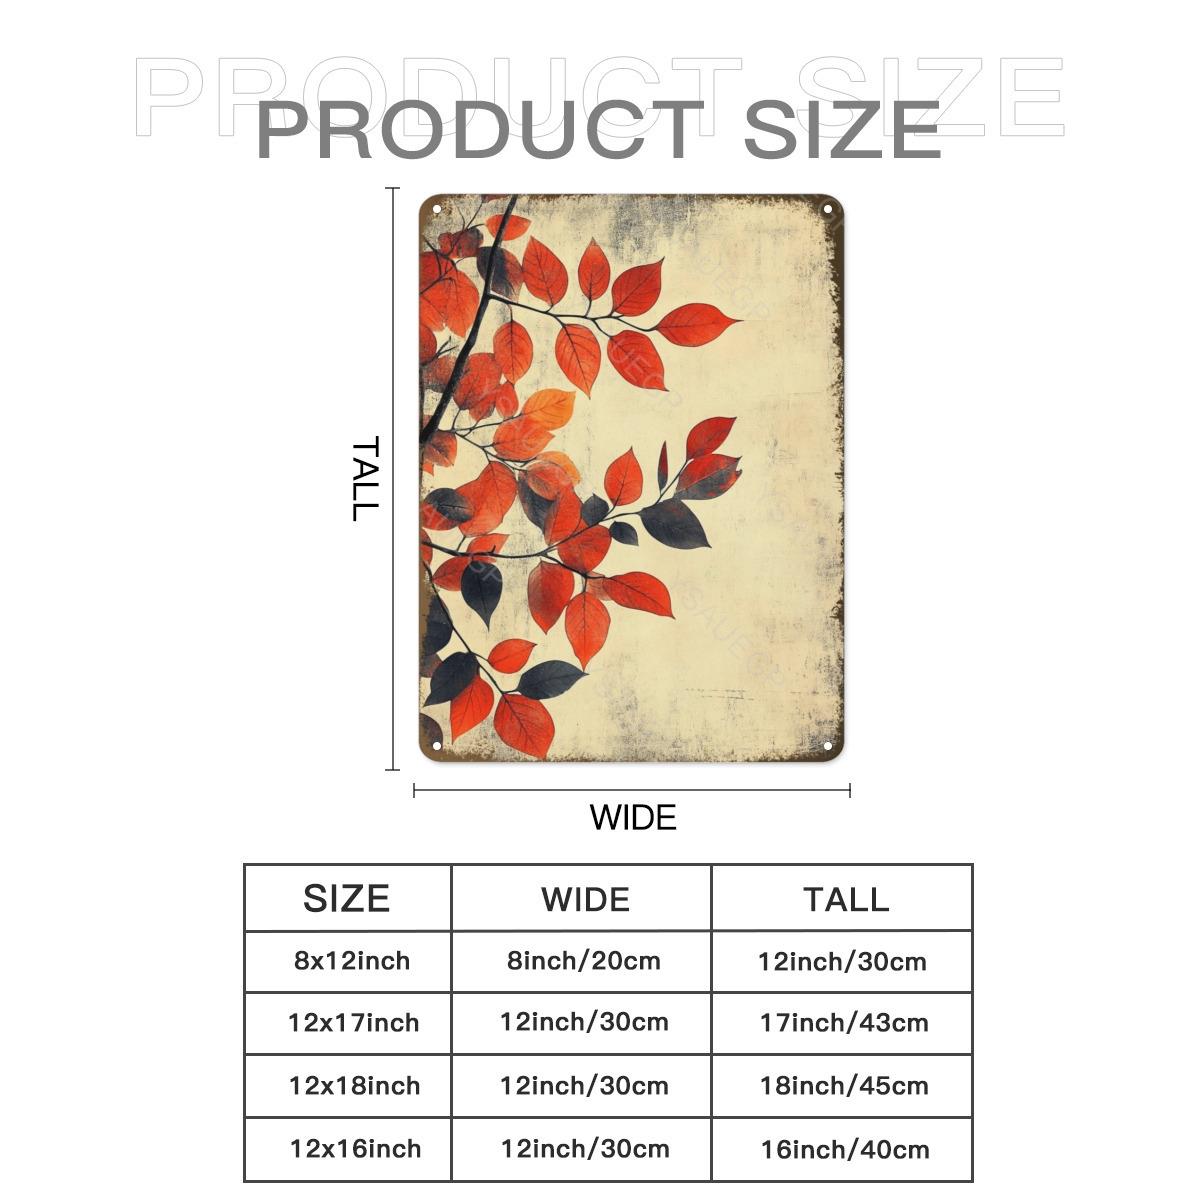 PRODUCT SIZE
PRODUCT SIZE
TALL
WIDE
SIZE WIDE TALL
8x12inch 8inch/20cm 12inch/30cm
12x17inch 12inch/30cm 17inch/43cm
12x18inch 12inch/30cm 18inch/45cm
12x16inch 12inch/30cm 16inch/40cm